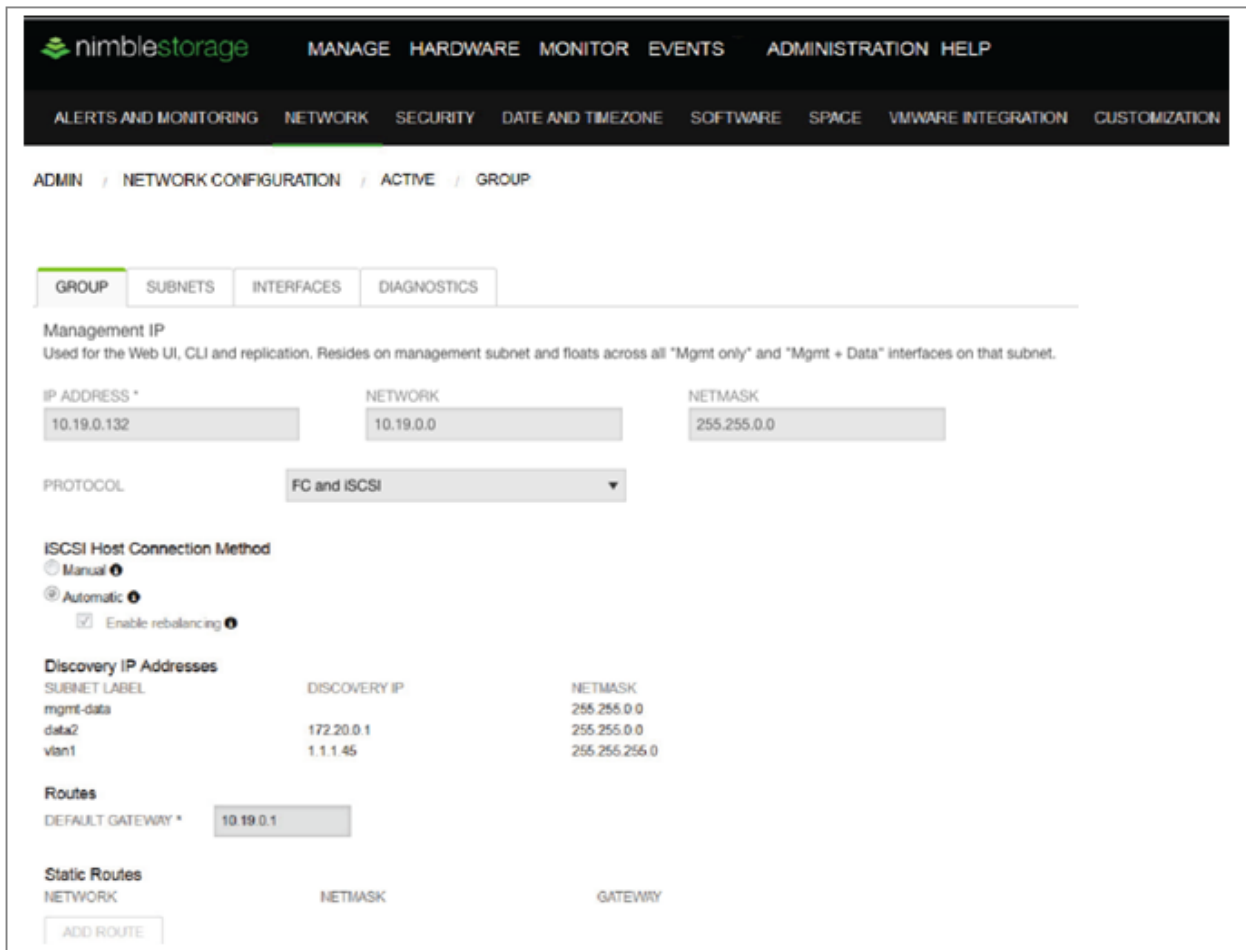 nimblestorage MANAGE HARDWARE MONITOR EVENTS ADMINISTRATION HELP
ALERTS AND MONITORING NETWORK SECURITY DATE AND TIMEZONE SOFTWARE SPACE VMWARE INTEGRATION CUSTOMIZATION
ADMIN / NETWORK CONFIGURATION / ACTIVE / GROUP
GROUP SUBNETS INTERFACES DIAGNOSTICS
Management IP
Used for the Web UI, CLI and replication. Resides on management subnet and floats across all "Mgmt only" and "Mgmt + Data" interfaces on that subnet.
IP ADDRESS * NETWORK NETMASK
10.19.0.132 10.19.0.0 255.255.0.0
PROTOCOL FC and iSCSI
iSCSI Host Connection Method
Manual
Automatic
Enable rebalancing
Discovery IP Addresses
SUBNET LABEL DISCOVERY IP NETMASK
mgmt-data 255.255.0.0
data2 172.20.0.1 255.255.0.0
vlan1 1.1.1.45 255.255.255.0
Routes
DEFAULT GATEWAY * 10.19.0.1
Static Routes
NETWORK NETMASK GATEWAY
ADD ROUTE